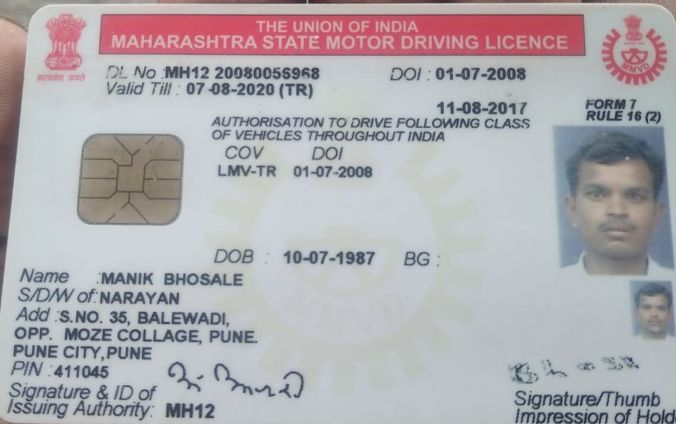 THE UNION OF INDIA
MAHARASHTRA STATE MOTOR DRIVING LICENCE
सत्यमेव जयते
MMVD
DL No : MH12 20080056968 DOI : 01-07-2008
Valid Till : 07-08-2020 (TR)
11-08-2017
FORM 7
RULE 16 (2)
AUTHORISATION TO DRIVE FOLLOWING CLASS
OF VEHICLES THROUGHOUT INDIA
COV DOI
LMV-TR 01-07-2008
DOB : 10-07-1987 BG :
MMVD
Name : MANIK BHOSALE
S/D/W of : NARAYAN
Add : S.NO. 35, BALEWADI,
OPP. MOZE COLLAGE, PUNE.
PUNE CITY,PUNE
PIN : 411045
Signature & ID of
Issuing Authority: MH12
Signature/Thumb
Impression of Hold